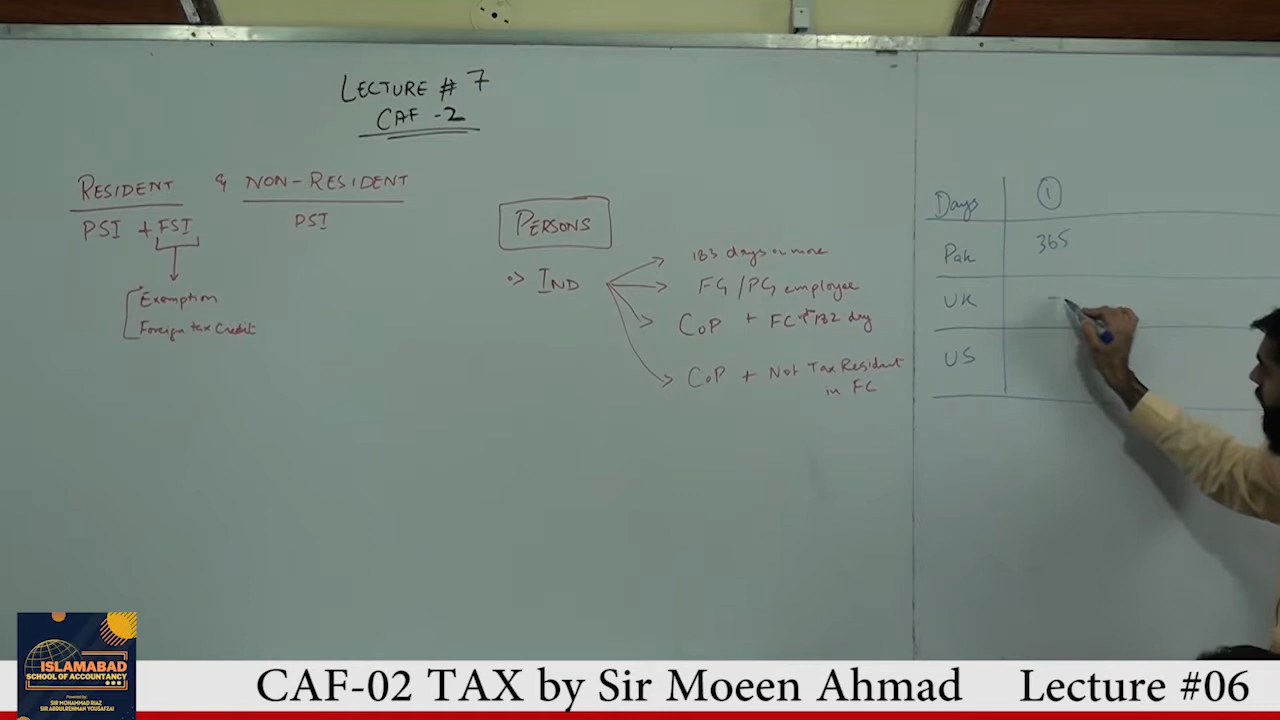 LECTURE # 7
CAF -2
RESIDENT & NON-RESIDENT
PSI + FSI
PSI
Exemption
Foreign tax Credit
PERSONS
IND
183 days or more
FG /PG employee
CoP + FC 182 day
CoP + Not Tax Resident
in FC
Days 1
Pak 365
UK -
US
ISLAMABAD
SCHOOL OF ACCOUNTANCY
Powered by:
SIR MOHAMMAD RIAZ
SIR ABDULREHMAN YOUSAFZAI
CAF-02 TAX by Sir Moeen Ahmad Lecture #06